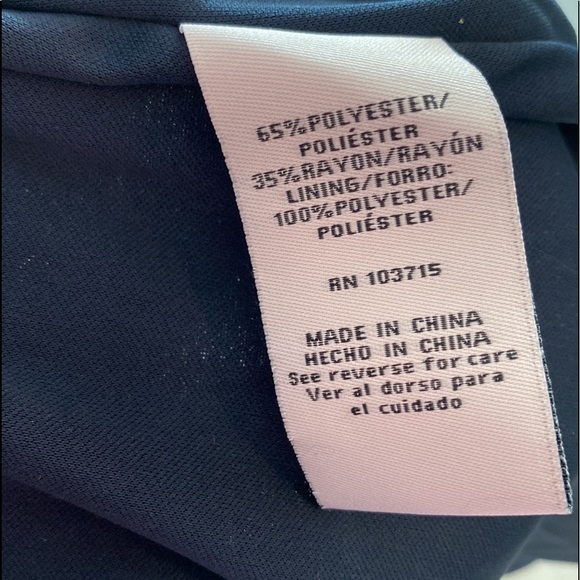 65%POLYESTER/
POLIÉSTER
35%RAYON/RAYÓN
LINING/FORRO:
100%POLYESTER/
POLIÉSTER
RN 103715
MADE IN CHINA
HECHO IN CHINA
See reverse for care
Ver al dorso para
el cuidado